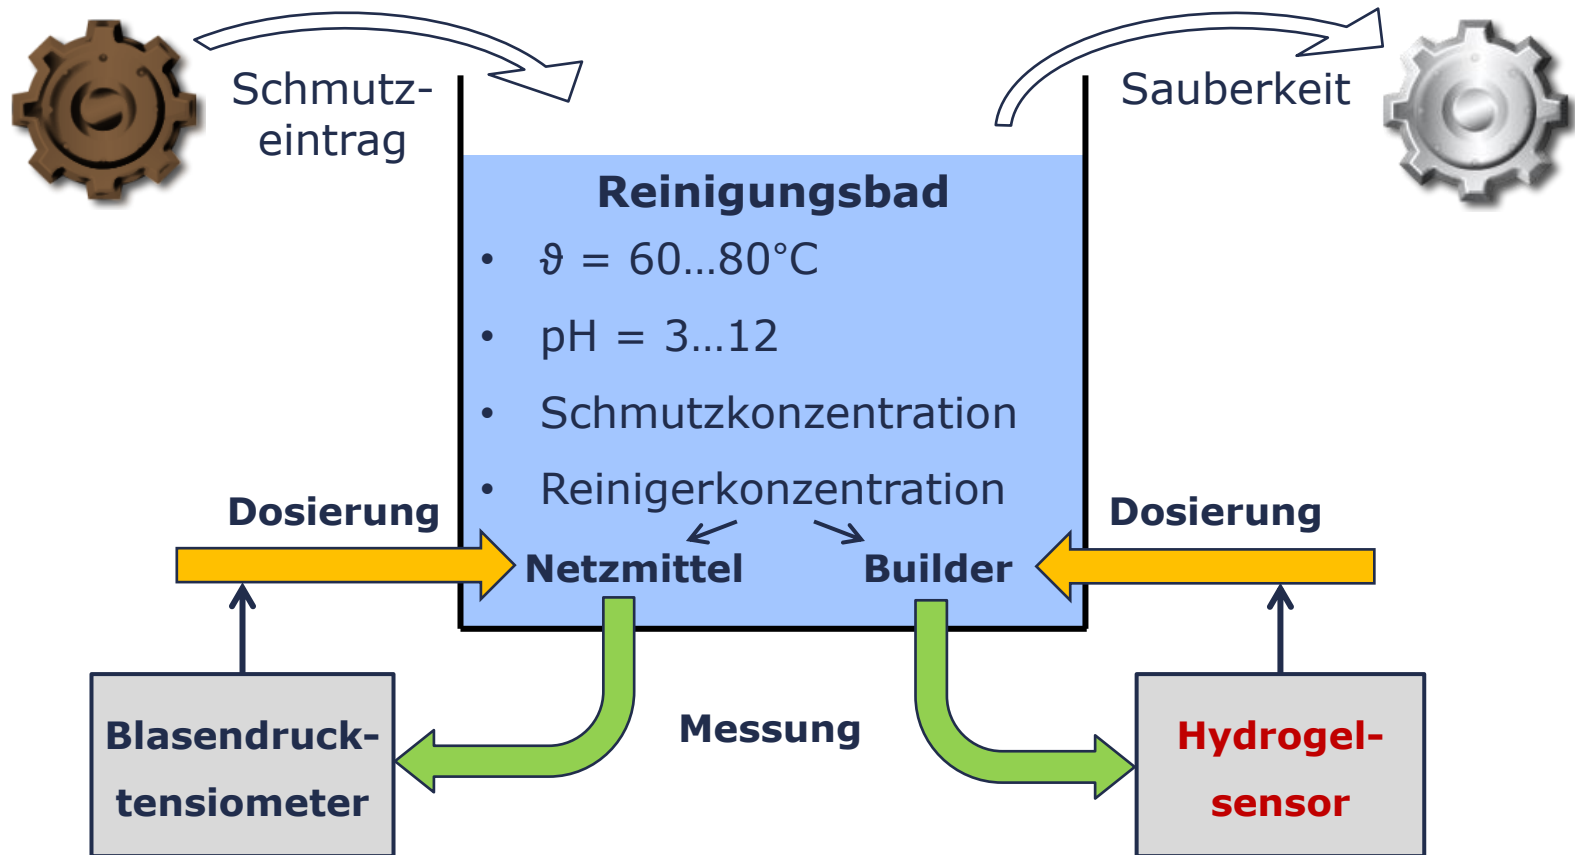 Schmutz-
eintrag
Sauberkeit
Reinigungsbad
• ϑ = 60…80°C
• pH = 3…12
• Schmutzkonzentration
• Reinigerkonzentration
Dosierung
Dosierung
Netzmittel
Builder
Messung
Blasendruck-
tensiometer
Hydrogel-
sensor